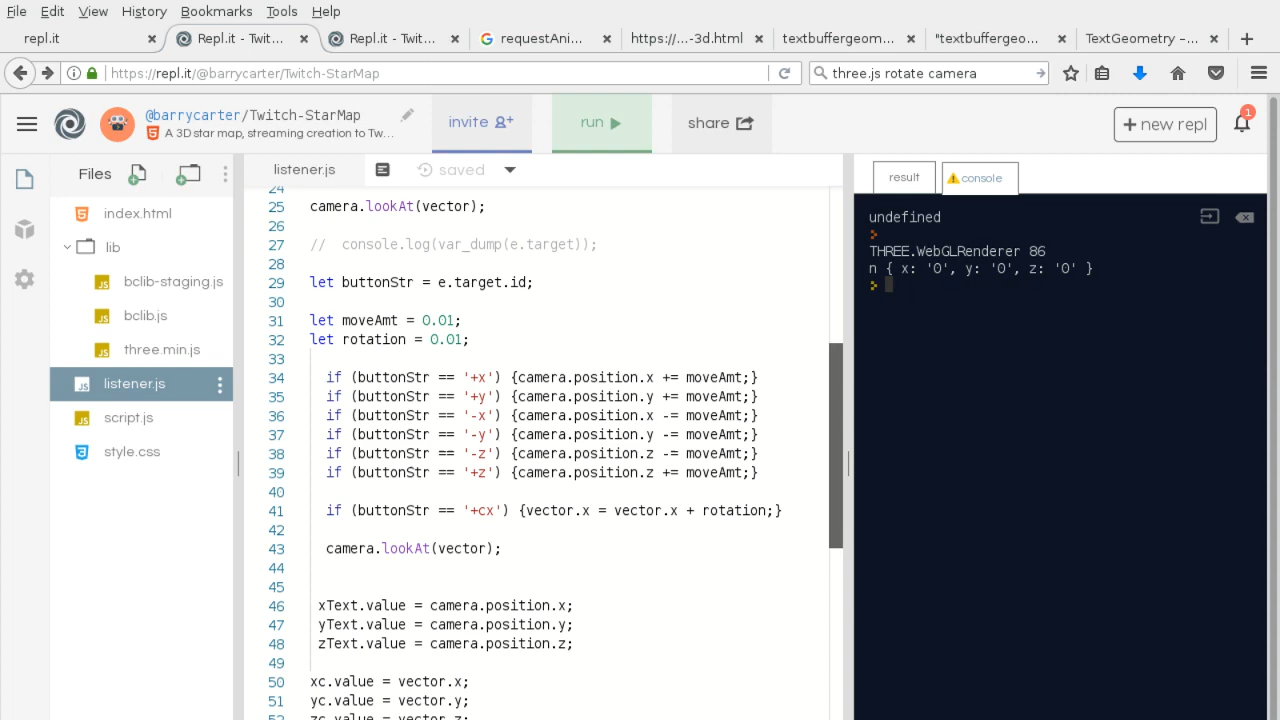 File Edit View History Bookmarks Tools Help
repl.it × Repl.it - Twit... × Repl.it - Twit... × requestAni... × https:/...-3d.html × textbuffergeom... × "textbuffergeo... × TextGeometry –... × +
https://repl.it/@barrycarter/Twitch-StarMap
three.js rotate camera
@barrycarter/Twitch-StarMap
A 3D star map, streaming creation to Tw...
invite
run
share
+ new repl
1
Files
index.html
lib
bclib-staging.js
bclib.js
three.min.js
listener.js
script.js
style.css
listener.js
saved
24
25 camera.lookAt(vector);
26
27 // console.log(var_dump(e.target));
28
29 let buttonStr = e.target.id;
30
31 let moveAmt = 0.01;
32 let rotation = 0.01;
33
34 if (buttonStr == '+x') {camera.position.x += moveAmt;}
35 if (buttonStr == '+y') {camera.position.y += moveAmt;}
36 if (buttonStr == '-x') {camera.position.x -= moveAmt;}
37 if (buttonStr == '-y') {camera.position.y -= moveAmt;}
38 if (buttonStr == '-z') {camera.position.z -= moveAmt;}
39 if (buttonStr == '+z') {camera.position.z += moveAmt;}
40
41 if (buttonStr == '+cx') {vector.x = vector.x + rotation;}
42
43 camera.lookAt(vector);
44
45
46 xText.value = camera.position.x;
47 yText.value = camera.position.y;
48 zText.value = camera.position.z;
49
50 xc.value = vector.x;
51 yc.value = vector.y;
52 zc.value = vector.z;
result
console
undefined
>
THREE.WebGLRenderer 86
n { x: '0', y: '0', z: '0' }
>